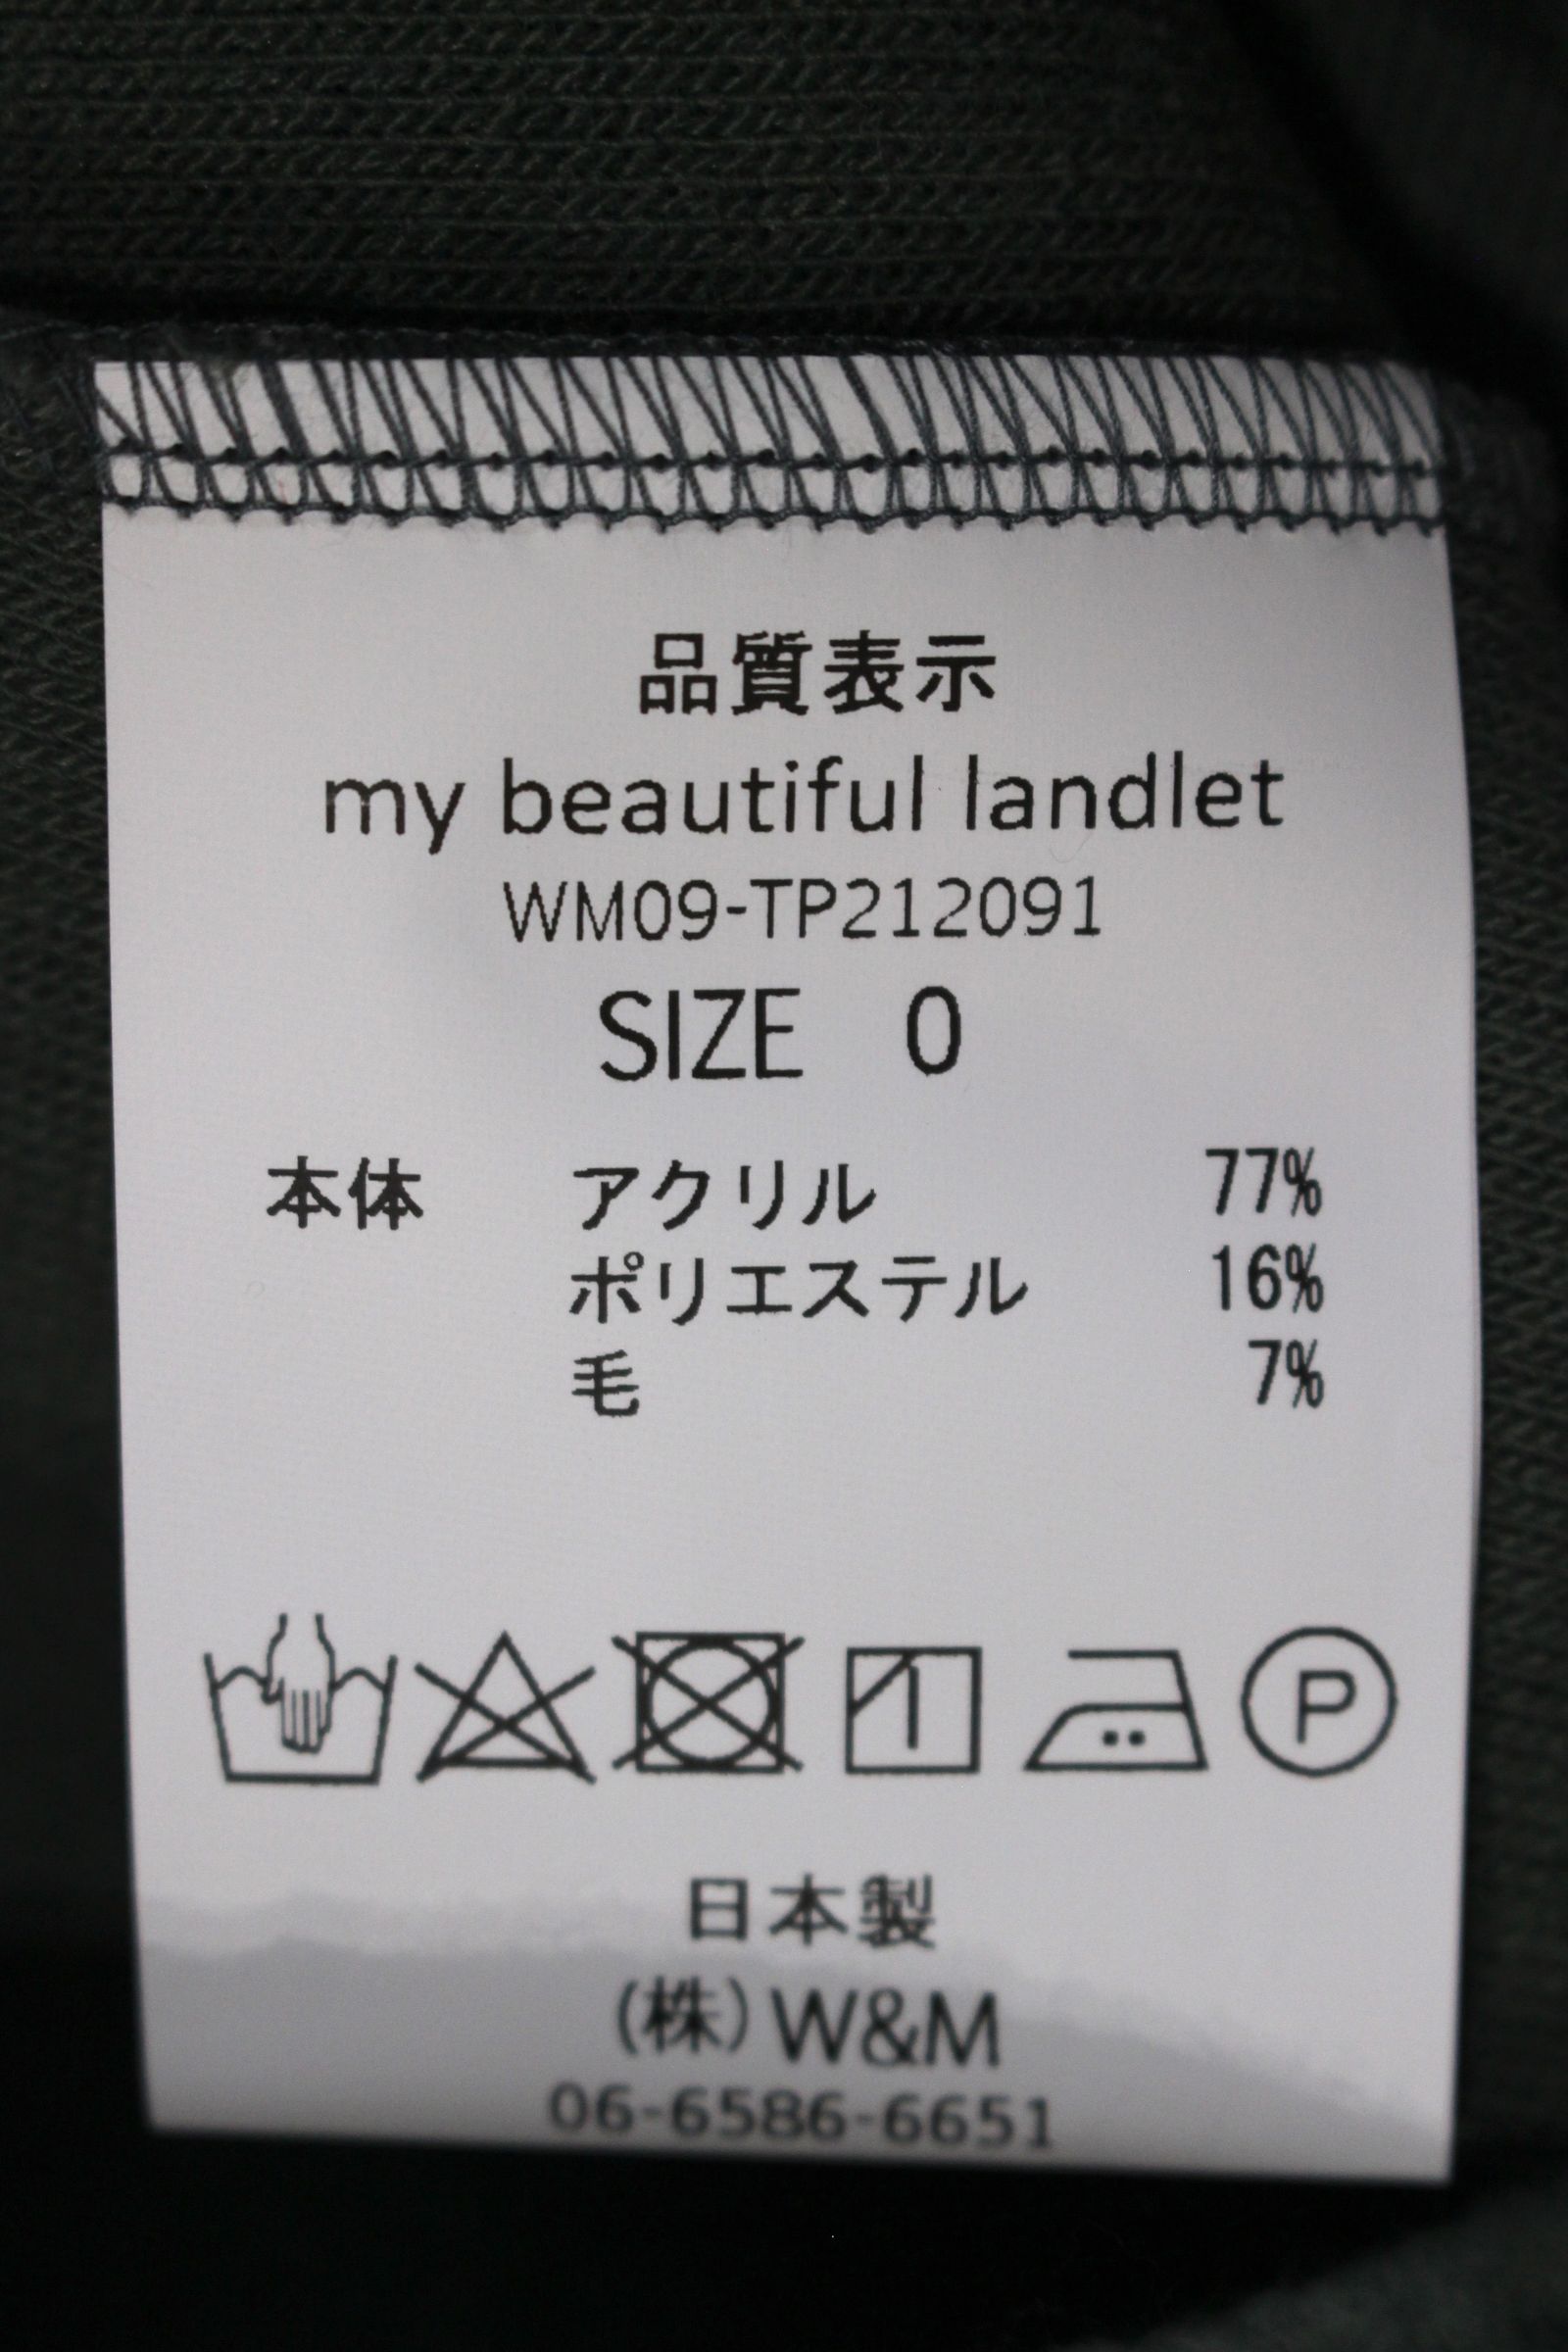 品質表示
my beautiful landlet
WM09-TP212091
SIZE 0
本体 アクリル 77%
ポリエステル 16%
毛 7%
P
日本製
(株)W&M
06-6586-6651